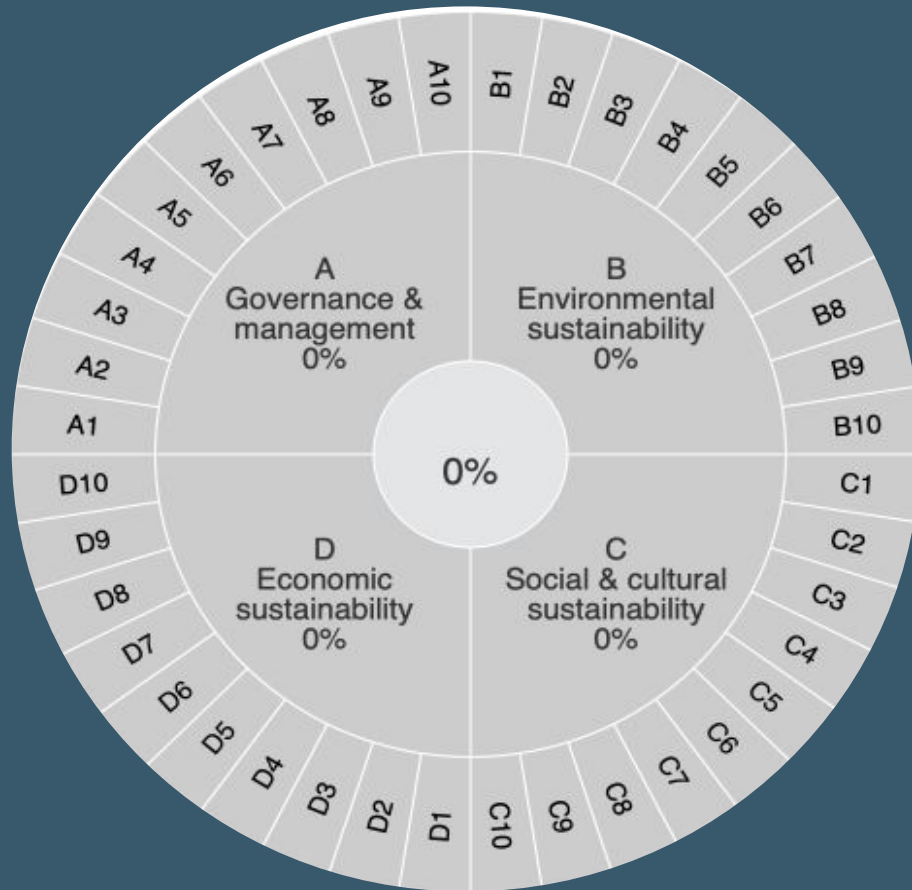 A1
A2
A3
A4
A5
A6
A7
A8
A9
A10
B1
B2
B3
B4
B5
B6
B7
B8
B9
B10
C1
C2
C3
C4
C5
C6
C7
C8
C9
C10
D1
D2
D3
D4
D5
D6
D7
D8
D9
D10
A
Governance &
management
0%
B
Environmental
sustainability
0%
0%
D
Economic
sustainability
0%
C
Social & cultural
sustainability
0%